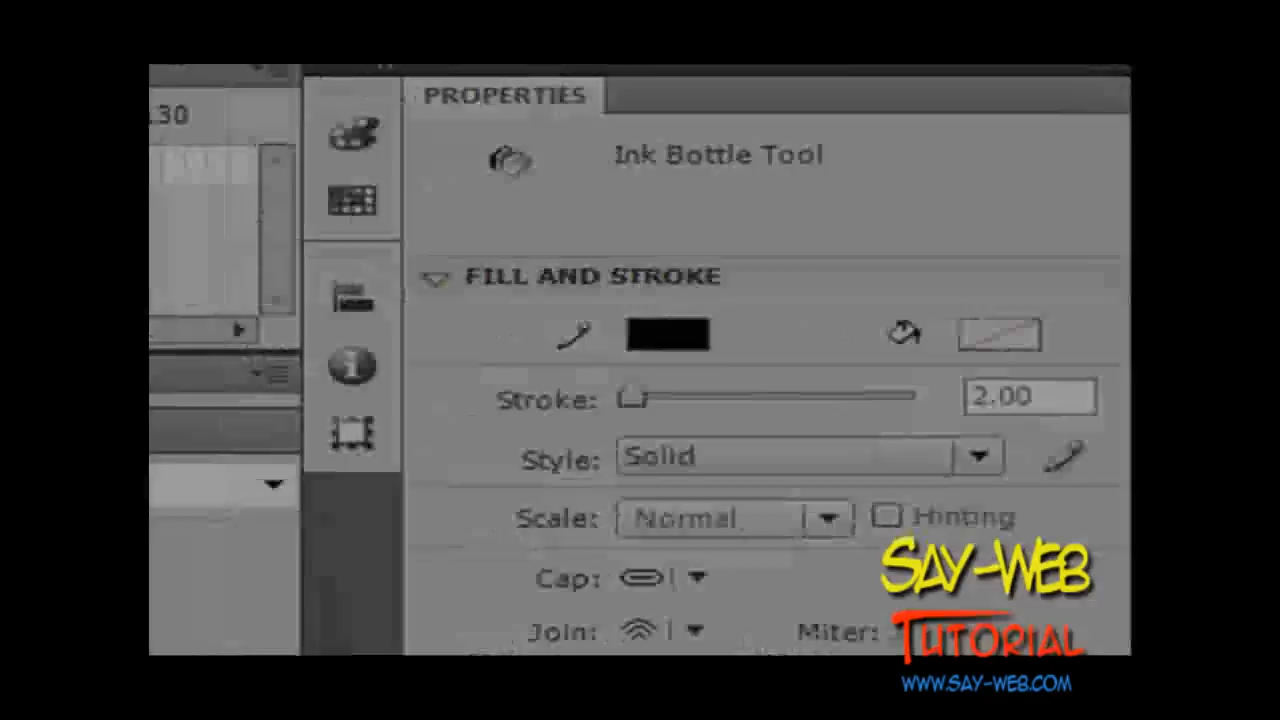 .30
PROPERTIES
Ink Bottle Tool
FILL AND STROKE
Stroke: 2.00
Style: Solid
Scale: Normal Hinting
Cap:
Join: Miter:
SAY-WEB
TUTORIAL
WWW.SAY-WEB.COM